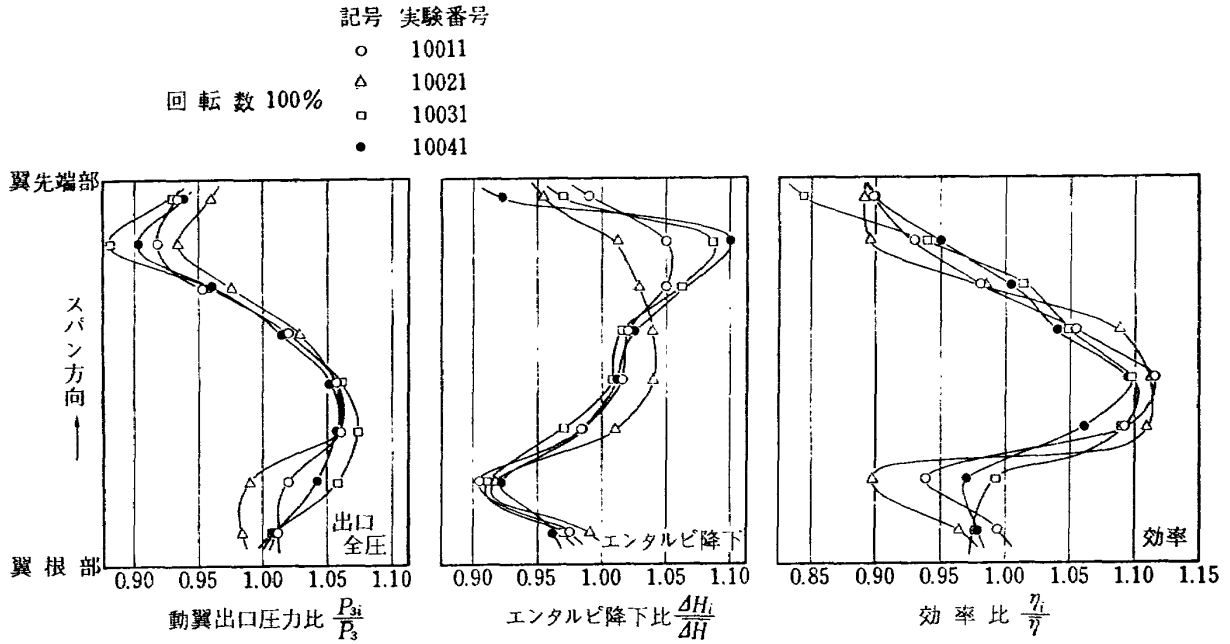 記号 実験番号
○ 10011
△ 10021
回転数 100%
□ 10031
● 10041
翼先端部
スパン方向
翼根部
出口
全圧
エンタルピ降下
効率
0.90 0.95 1.00 1.05 1.10
0.90 0.95 1.00 1.05 1.10
0.85 0.90 0.95 1.00 1.05 1.10 1.15
動翼出口圧力比 P3i/P3
エンタルピ降下比 ΔHi/ΔH
効率比 ηi/η